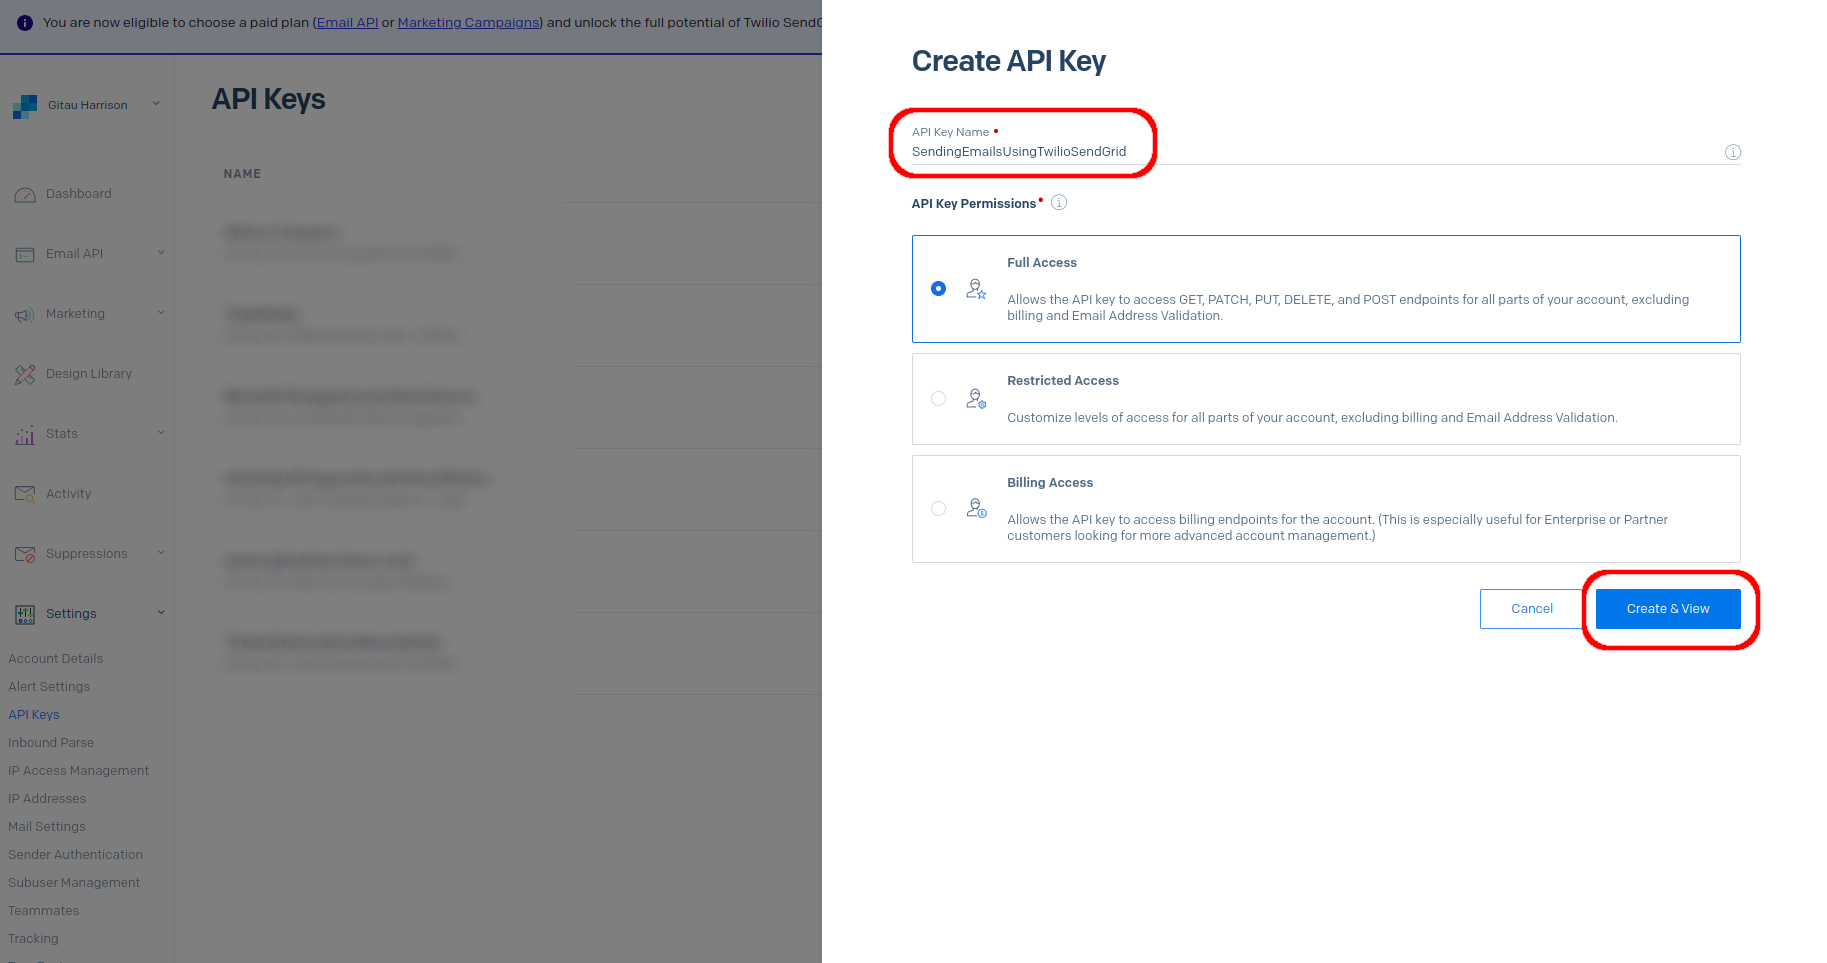 You are now eligible to choose a paid plan (Email API or Marketing Campaigns) and unlock the full potential of Twilio
Gitau Harrison
Dashboard
Email API
Marketing
Design Library
Stats
Activity
Suppressions
Settings
Account Details
Alert Settings
API Keys
Inbound Parse
IP Access Management
IP Addresses
Mail Settings
Sender Authentication
Subuser Management
Teammates
Tracking
API Keys
NAME
Create API Key
API Key Name
SendingEmailsUsingTwilioSendGrid
API Key Permissions
Full Access
Allows the API key to access GET, PATCH, PUT, DELETE, and POST endpoints for all parts of your account, excluding
billing and Email Address Validation.
Restricted Access
Customize levels of access for all parts of your account, excluding billing and Email Address Validation.
Billing Access
Allows the API key to access billing endpoints for the account. (This is especially useful for Enterprise or Partner
customers looking for more advanced account management.)
Cancel
Create & View